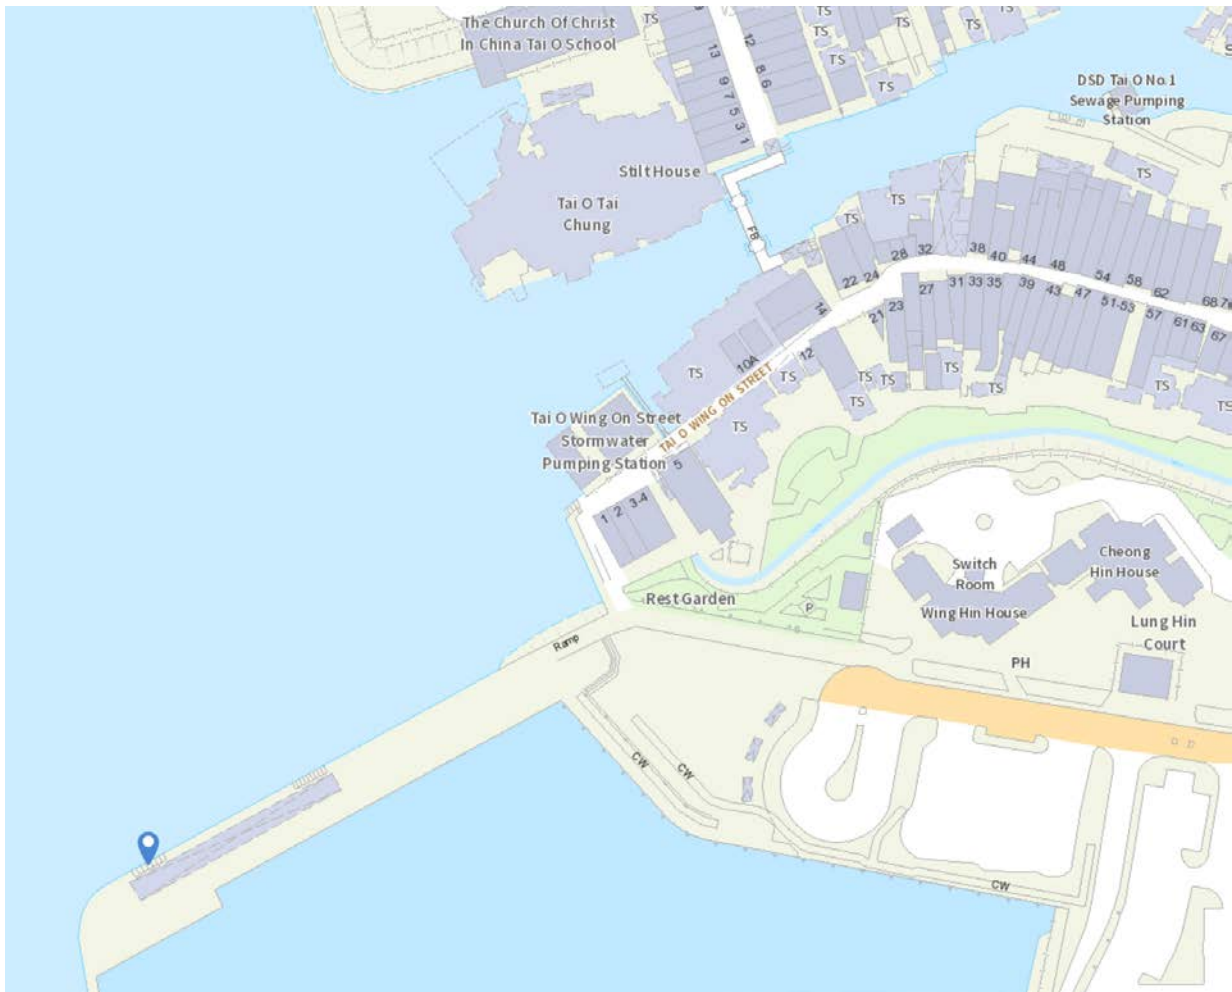 The Church Of Christ
In China Tai O School
TS
9
13
9
7
5
3
1
12
8
6
TS
TS
TS
TS
TS
DSD Tai O No.1
Sewage Pumping
Station
Stilt House
Tai O Tai
Chung
FB
TS
TS
TS
22
24
28
32
38
40
44
48
54
58
62
68
14
21
23
27
31
33
35
39
43
47
51-53
57
61
63
67
10A
12
TS
TS
TS
TS
TS
TS
TS
TS
TS
TS
TAI O WING ON STREET
Tai O Wing On Street
Stormwater
Pumping Station
5
1
2
3-4
Rest Garden
P
Switch
Room
Cheong
Hin House
Wing Hin House
Lung Hin
Court
PH
Ramp
CW
CW
CW